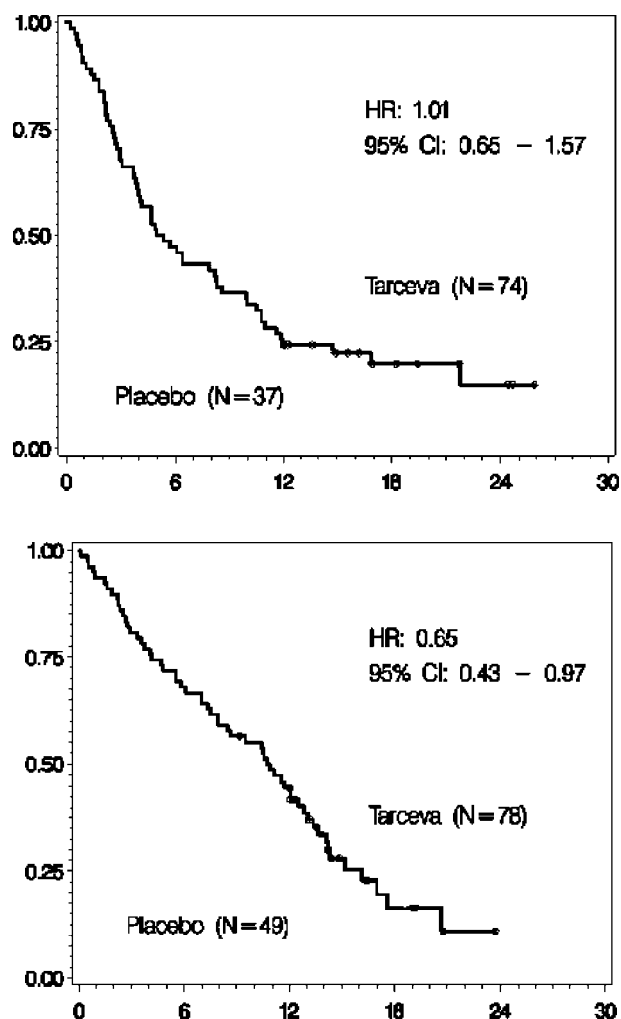 1.00
HR: 1.01
95% CI: 0.65 – 1.57
0.75
0.50
Tarceva (N=74)
0.25
Placebo (N=37)
0.00
0 6 12 18 24 30
1.00
HR: 0.65
95% CI: 0.43 – 0.97
0.75
0.50
Tarceva (N=78)
0.25
Placebo (N=49)
0.00
0 6 12 18 24 30